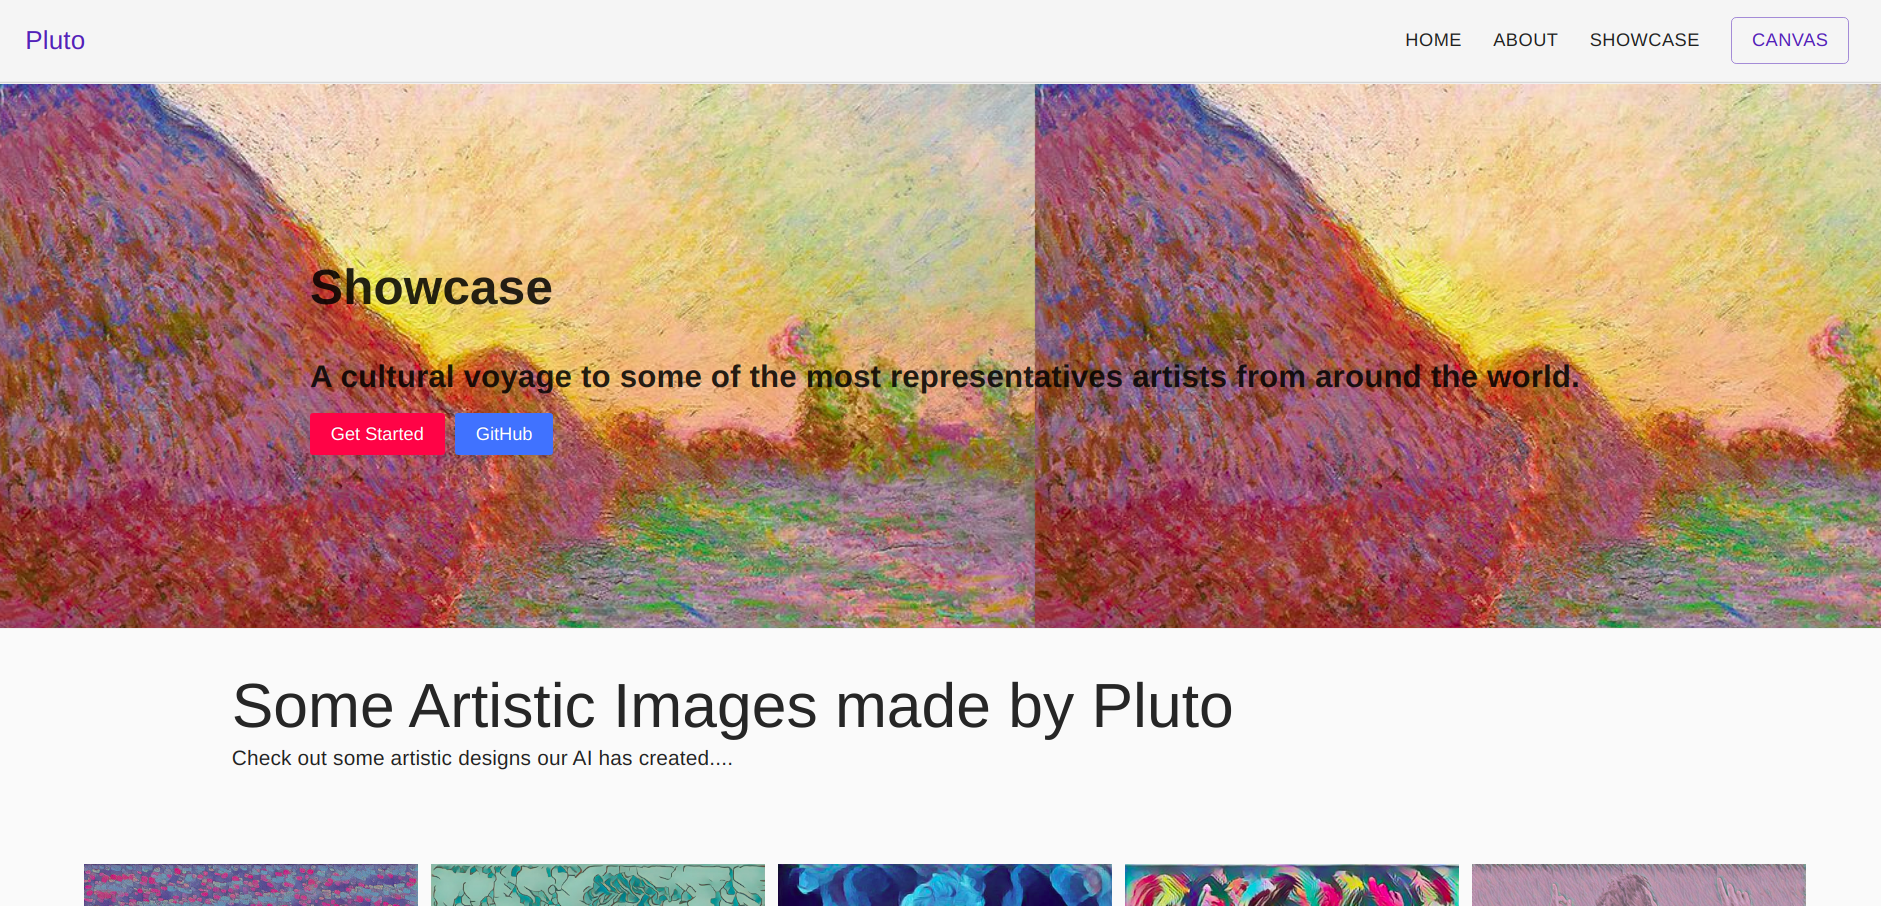 Pluto
HOME ABOUT SHOWCASE CANVAS
Showcase
A cultural voyage to some of the most representatives artists from around the world.
Get Started GitHub
Some Artistic Images made by Pluto
Check out some artistic designs our AI has created....